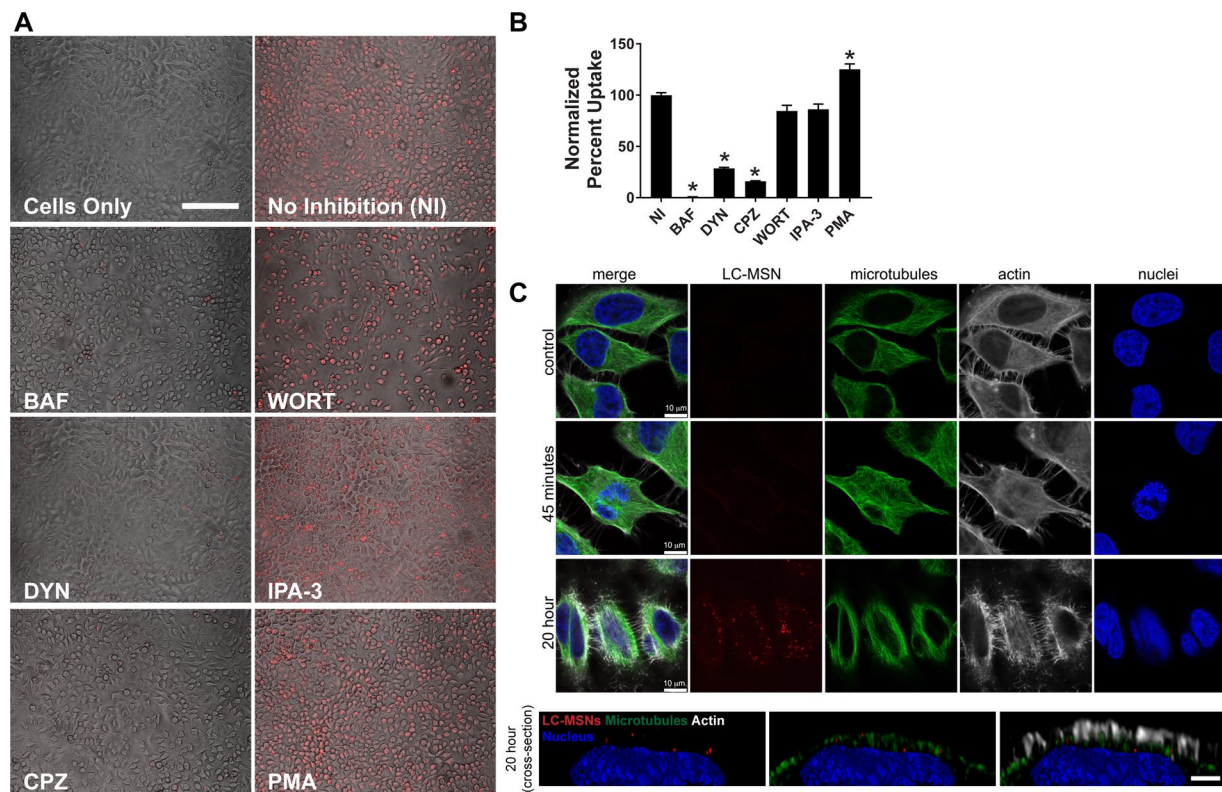 A
Cells Only
No Inhibition (NI)
BAF
WORT
DYN
IPA-3
CPZ
PMA
B
Normalized
Percent Uptake
150
100
50
0
*
*
*
*
NI
BAF
DYN
CPZ
WORT
IPA-3
PMA
C
merge
LC-MSN
microtubules
actin
nuclei
control
10 μm
45 minutes
10 μm
20 hour
10 μm
20 hour
(cross-section)
LC-MSNs Microtubules Actin
Nucleus